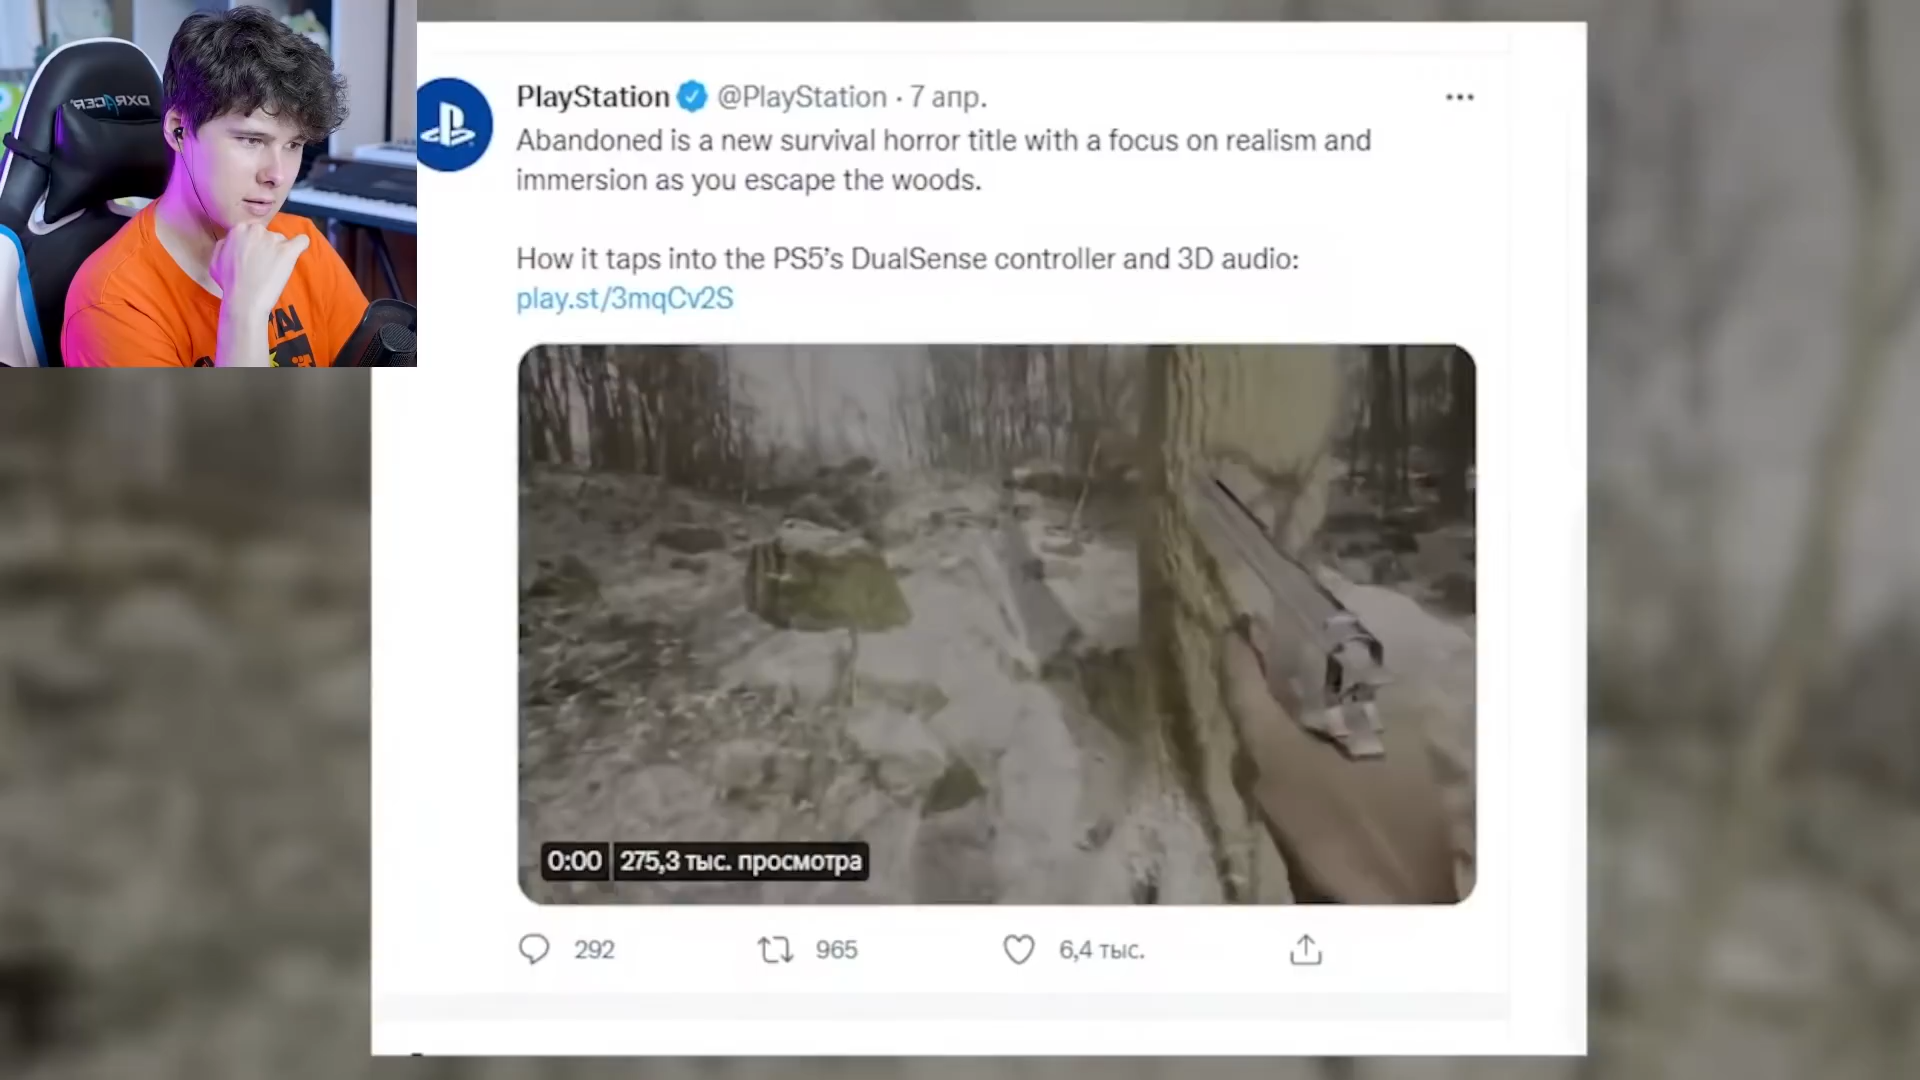 DXRACER
PlayStation @PlayStation · 7 апр.
Abandoned is a new survival horror title with a focus on realism and
immersion as you escape the woods.
How it taps into the PS5’s DualSense controller and 3D audio:
play.st/3mqCv2S
0:00 275,3 тыс. просмотра
292 965 6,4 тыс.